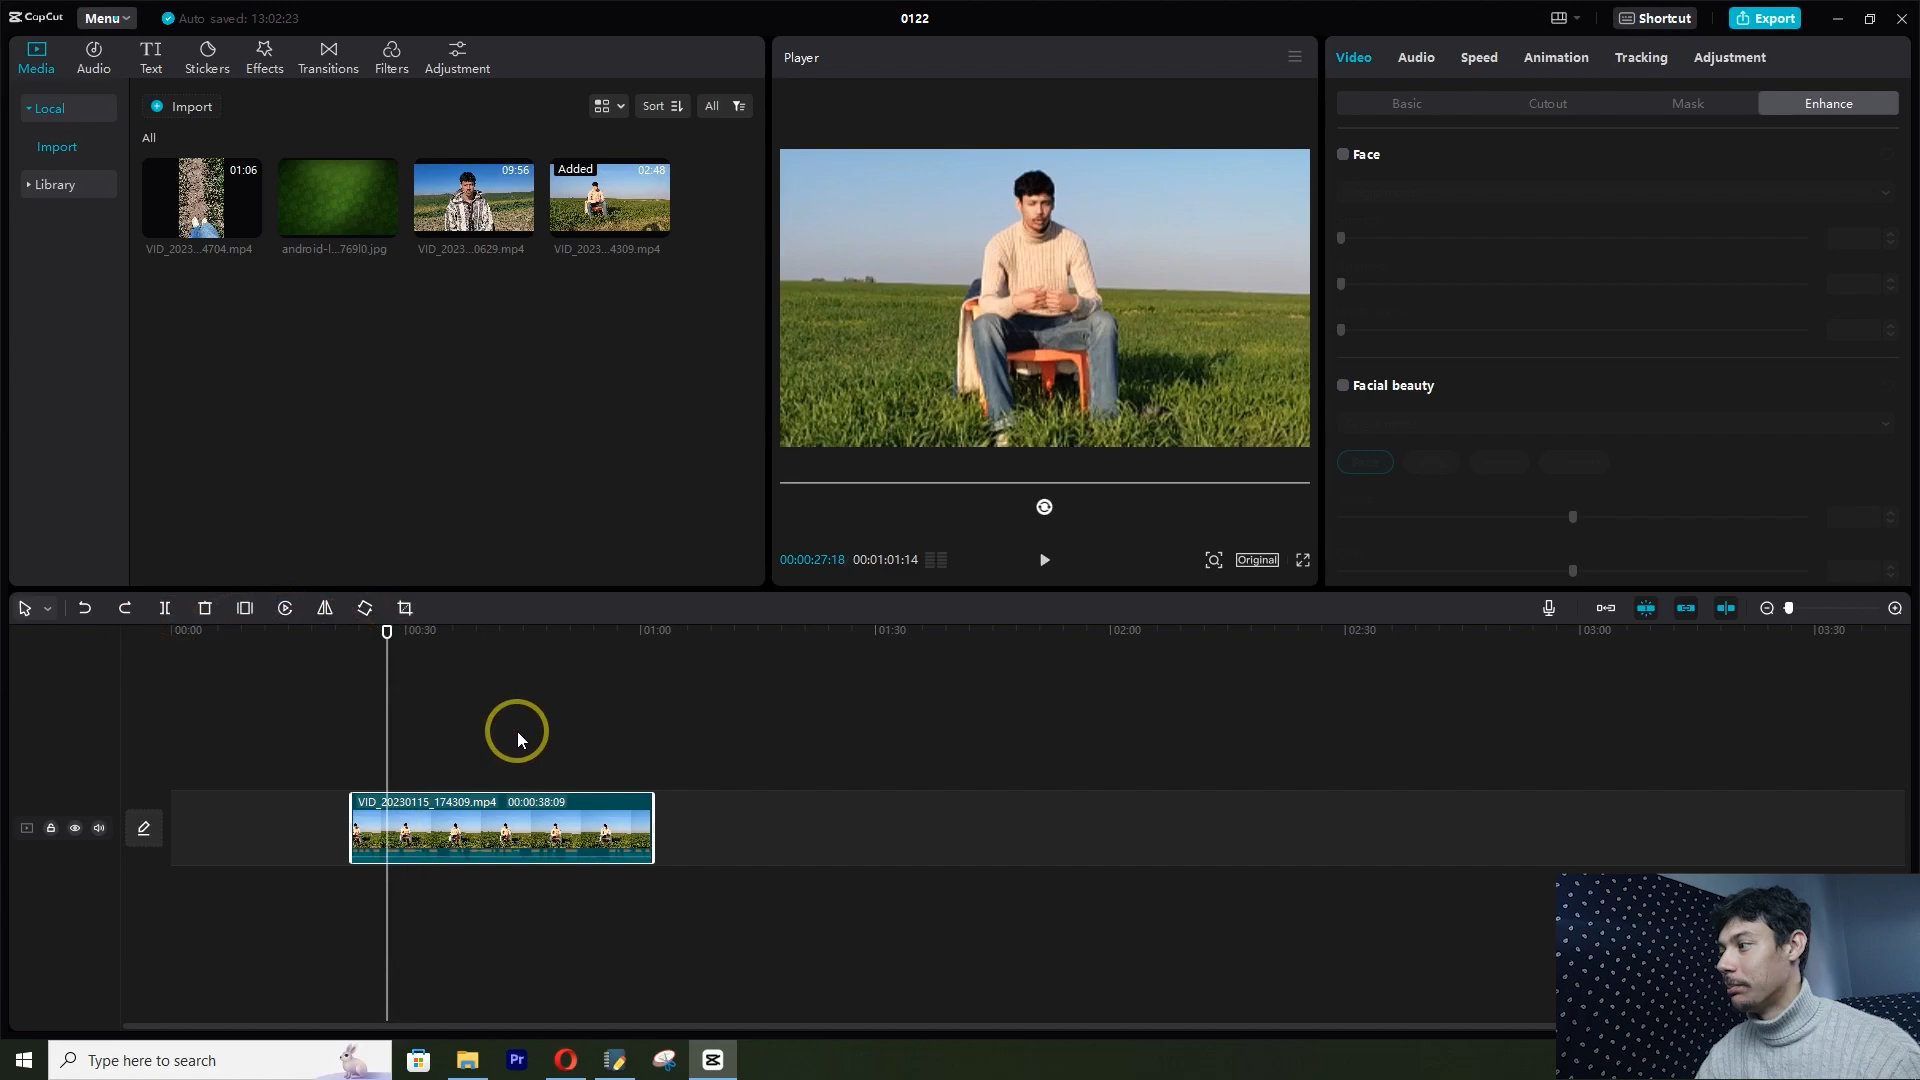 CapCut
Menu
Auto saved: 13:02:23
0122
Shortcut
Export
Media
Audio
Text
Stickers
Effects
Transitions
Filters
Adjustment
Local
Import
Library
Import
Sort
All
All
01:06
VID_2023...4704.mp4
android-l...769l0.jpg
09:56
VID_2023...0629.mp4
Added
02:48
VID_2023...4309.mp4
Player
00:00:27:18
00:01:01:14
Original
Video
Audio
Speed
Animation
Tracking
Adjustment
Basic
Cutout
Mask
Enhance
Face
Facial beauty
00:00
00:30
01:00
01:30
02:00
02:30
03:00
03:30
VID_20230115_174309.mp4 00:00:38:09
Type here to search
Pr